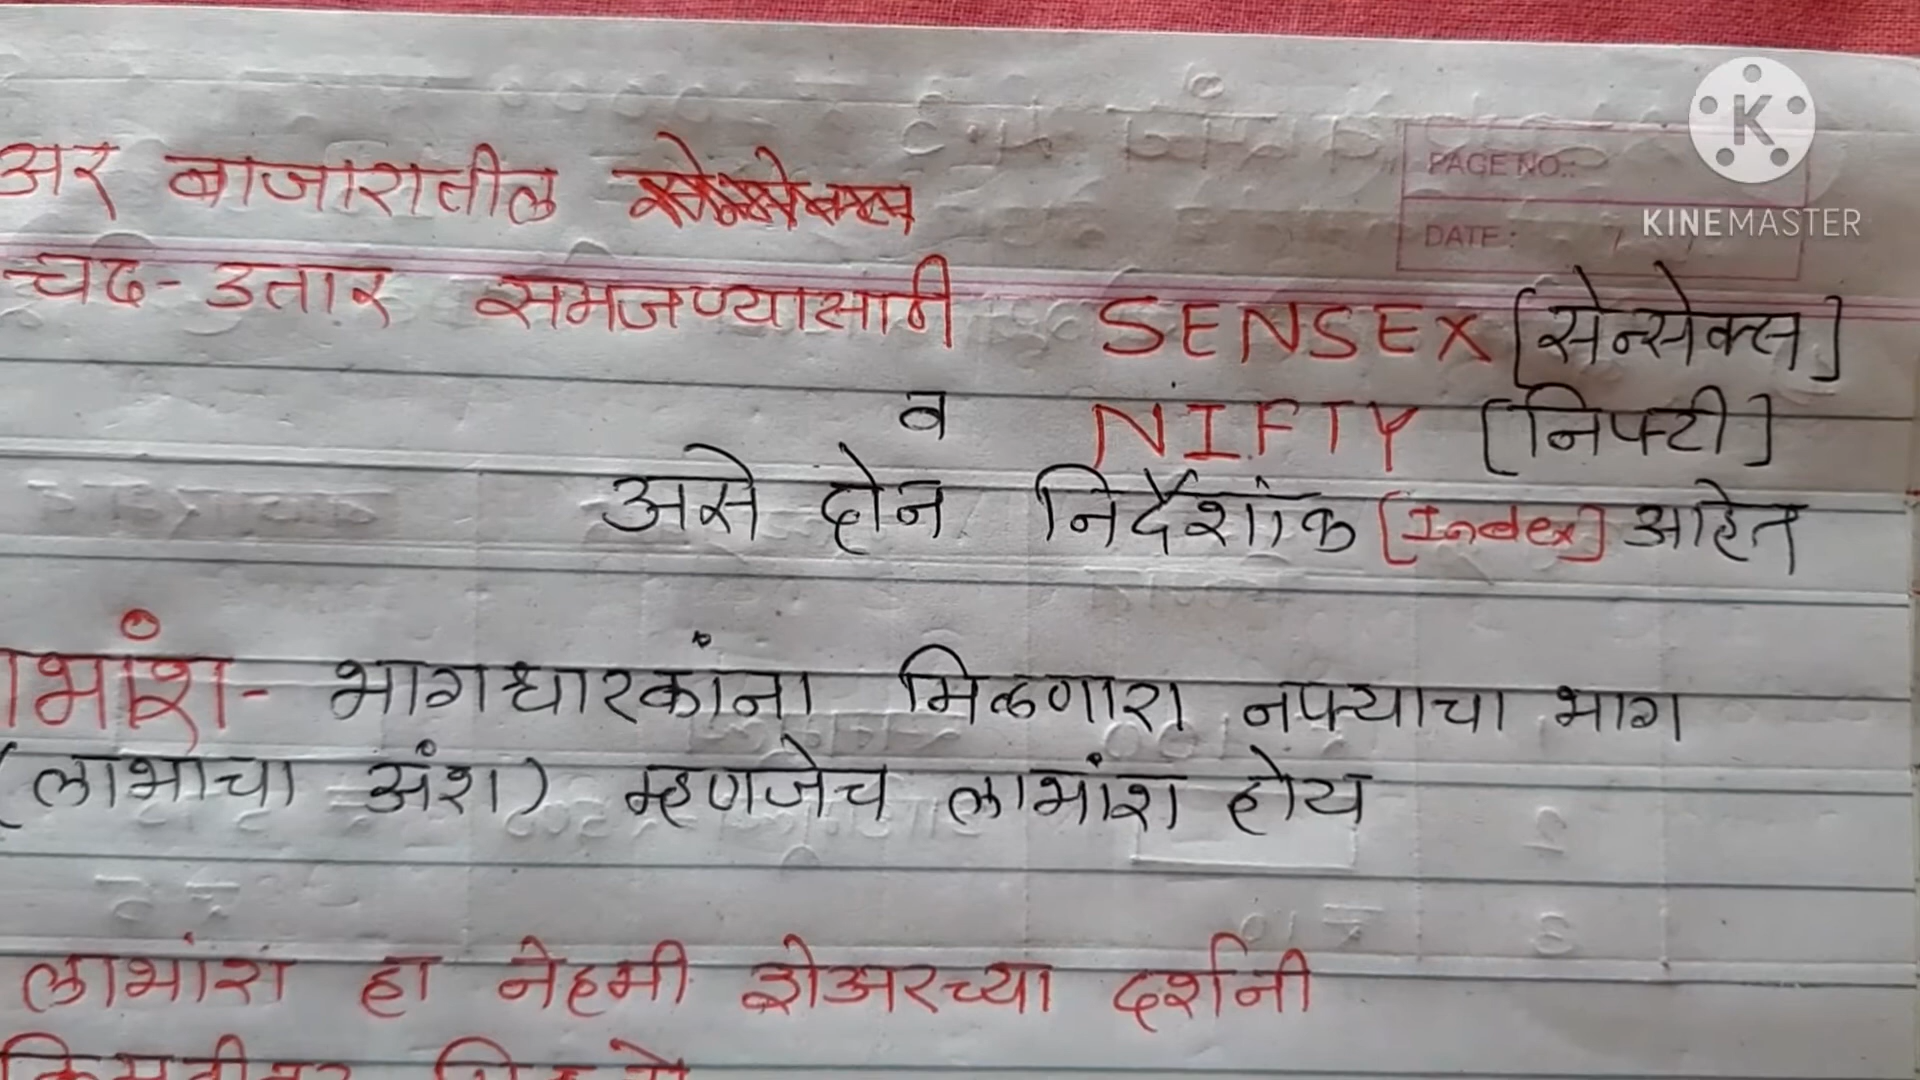 अर बाजारातील
चढ-उतार समजण्यासाठी SENSEX [सेन्सेक्स]
व NIFTY [निफ्टी]
असे दोन निर्देशांक [Index] आहेत
ाभांश- भागधारकांना मिळणारा नफ्याचा भाग
(लाभाचा अंश) म्हणजेच लाभांश होय
लाभांश हा नेहमी शेअरच्या दर्शनी
PAGE NO.:
DATE:
K
KINEMASTER